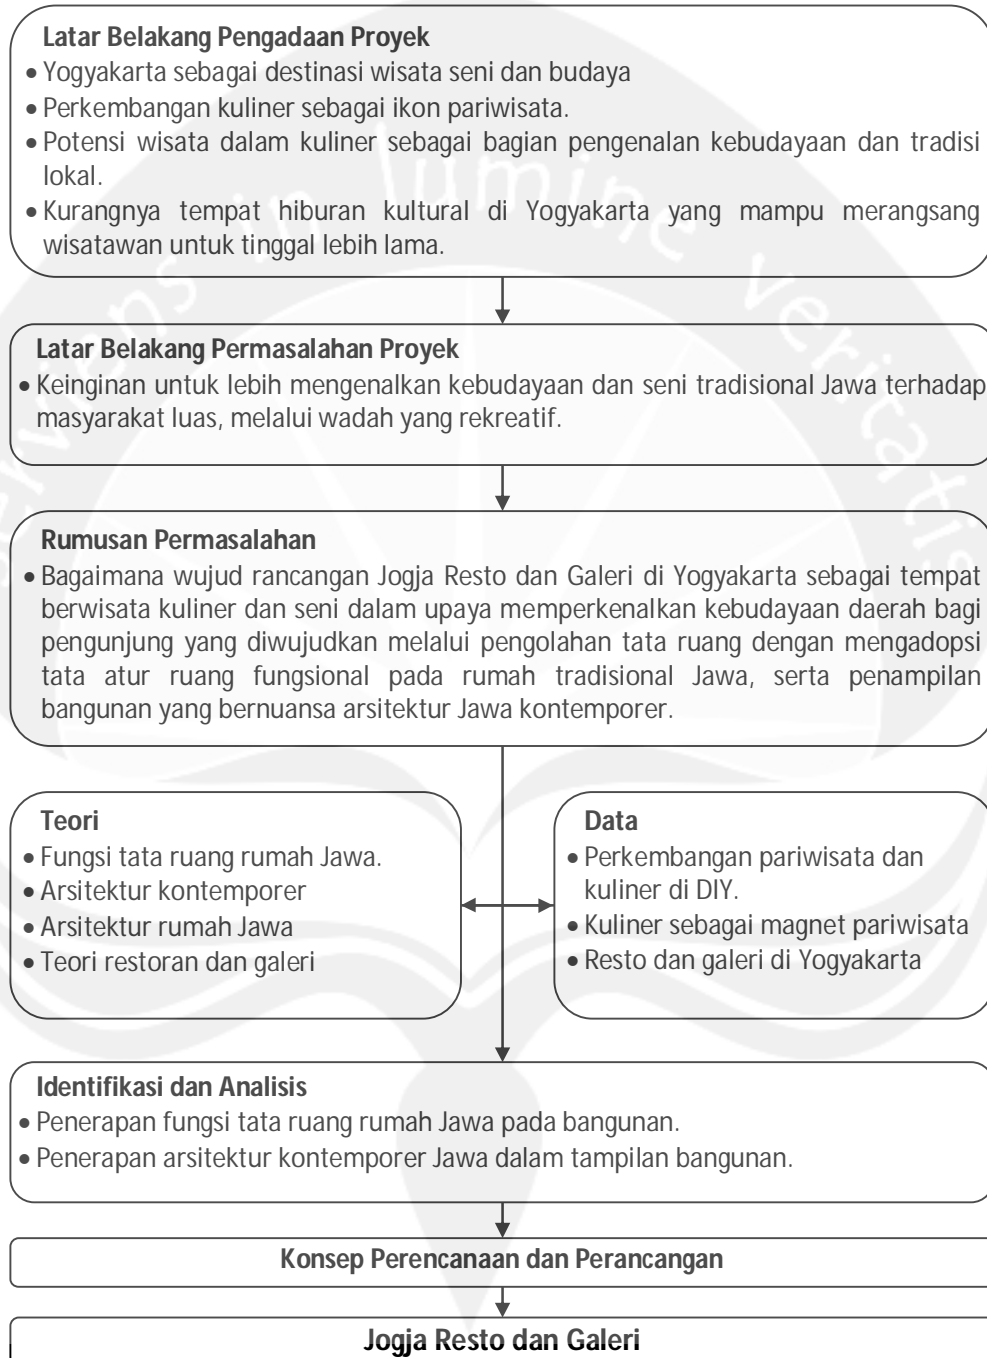 Latar Belakang Pengadaan Proyek
• Yogyakarta sebagai destinasi wisata seni dan budaya
• Perkembangan kuliner sebagai ikon pariwisata.
• Potensi wisata dalam kuliner sebagai bagian pengenalan kebudayaan dan tradisi
lokal.
• Kurangnya tempat hiburan kultural di Yogyakarta yang mampu merangsang
wisatawan untuk tinggal lebih lama.
Latar Belakang Permasalahan Proyek
• Keinginan untuk lebih mengenalkan kebudayaan dan seni tradisional Jawa terhadap
masyarakat luas, melalui wadah yang rekreatif.
Rumusan Permasalahan
• Bagaimana wujud rancangan Jogja Resto dan Galeri di Yogyakarta sebagai tempat
berwisata kuliner dan seni dalam upaya memperkenalkan kebudayaan daerah bagi
pengunjung yang diwujudkan melalui pengolahan tata ruang dengan mengadopsi
tata atur ruang fungsional pada rumah tradisional Jawa, serta penampilan
bangunan yang bernuansa arsitektur Jawa kontemporer.
Teori
• Fungsi tata ruang rumah Jawa.
• Arsitektur kontemporer
• Arsitektur rumah Jawa
• Teori restoran dan galeri
Data
• Perkembangan pariwisata dan
kuliner di DIY.
• Kuliner sebagai magnet pariwisata
• Resto dan galeri di Yogyakarta
Identifikasi dan Analisis
• Penerapan fungsi tata ruang rumah Jawa pada bangunan.
• Penerapan arsitektur kontemporer Jawa dalam tampilan bangunan.
Konsep Perencanaan dan Perancangan
Jogja Resto dan Galeri
serviens in lumine veritatis